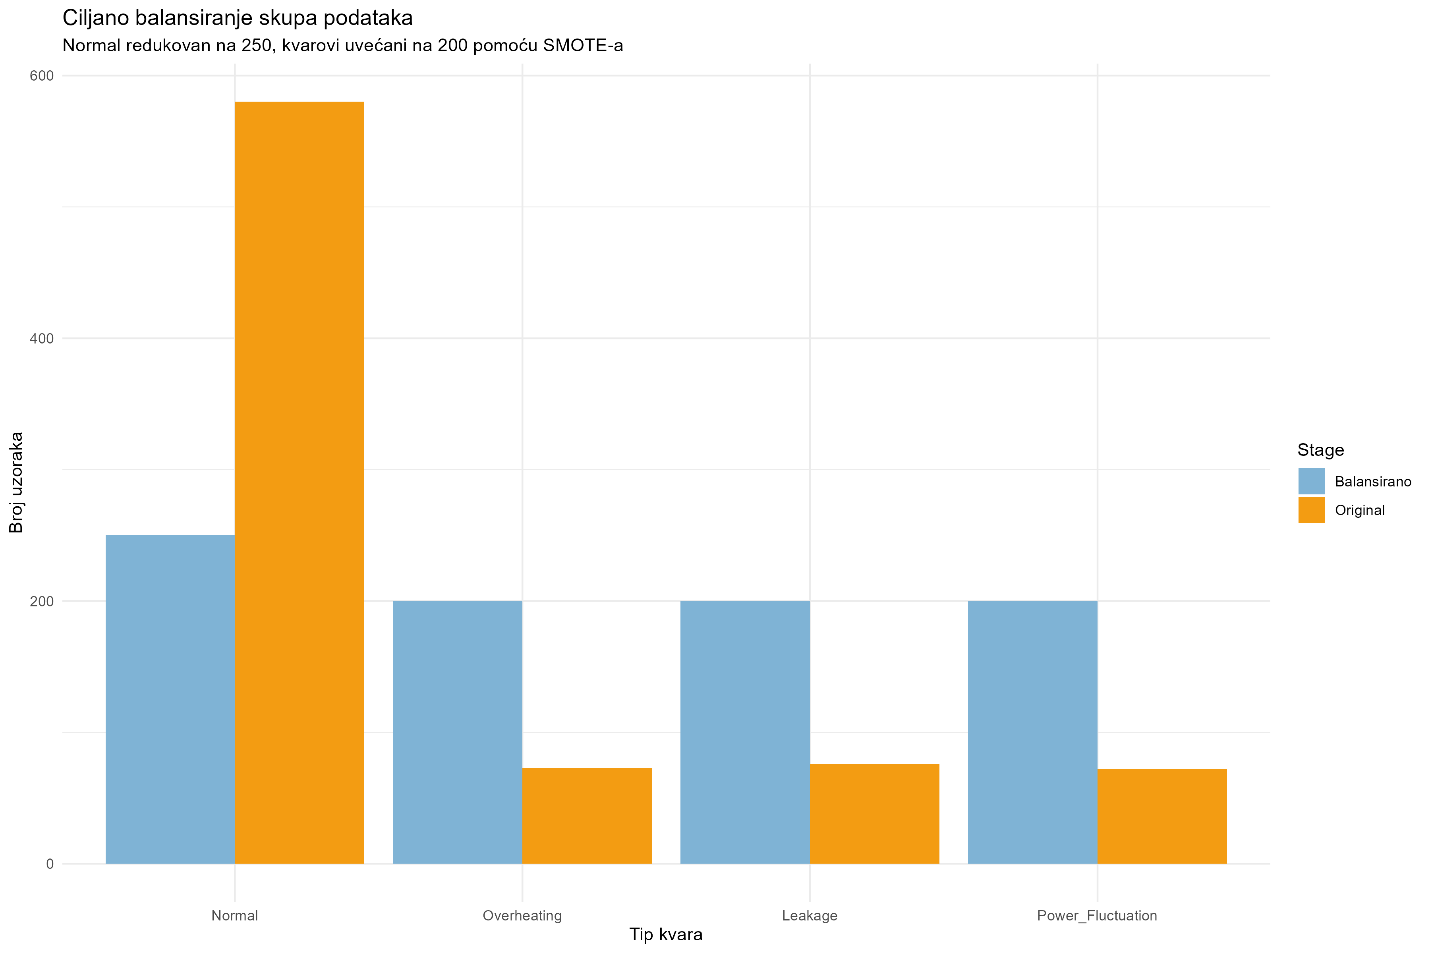 Ciljano balansiranje skupa podataka
Normal redukovan na 250, kvarovi uvećani na 200 pomoću SMOTE-a
600
400
200
0
Broj uzoraka
Normal
Overheating
Leakage
Power_Fluctuation
Tip kvara
Stage
Balansirano
Original